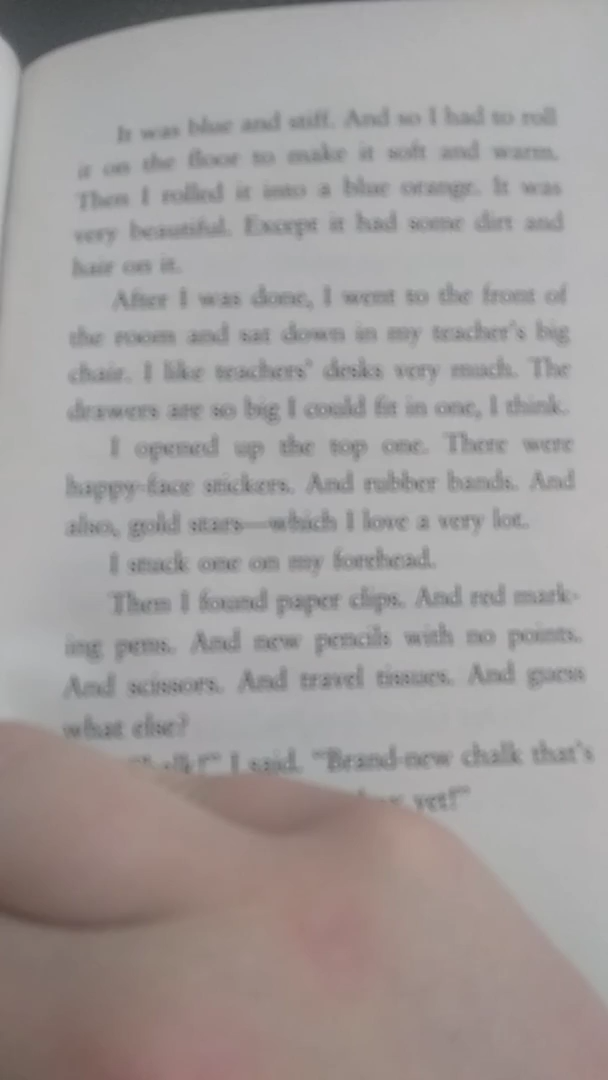 It was blue and stiff. And so I had to roll
it on the floor to make it soft and warm.
Then I rolled it into a blue orange. It was
very beautiful. Except it had some dirt and
hair on it.
After I was done, I went to the front of
the room and sat down in my teacher's big
chair. I like teachers' desks very much. The
drawers are so big I could fit in one, I think.
I opened up the top one. There were
happy-face stickers. And rubber bands. And
also, gold stars—which I love a very lot.
I stuck one on my forehead.
Then I found paper clips. And red mark-
ing pens. And new pencils with no points.
And scissors. And travel tissues. And guess
what else?
I said. "Brand-new chalk that's
yet!"